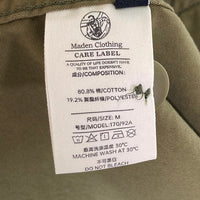 Maden Clothing
CARE LABEL
QUALITY OF LIFE DOESN'T HAVE
TO BE THAT EXPENSIVE.
成分/COMPOSITION:
80.8% 棉/COTTON
19.2% 聚酯纤维/POLYESTER
尺码/SIZE: M
型号/MODEL:170/92A
最高洗涤温度 30℃
MACHINE WASH AT 30℃
不可漂白
DO NOT BLEACH